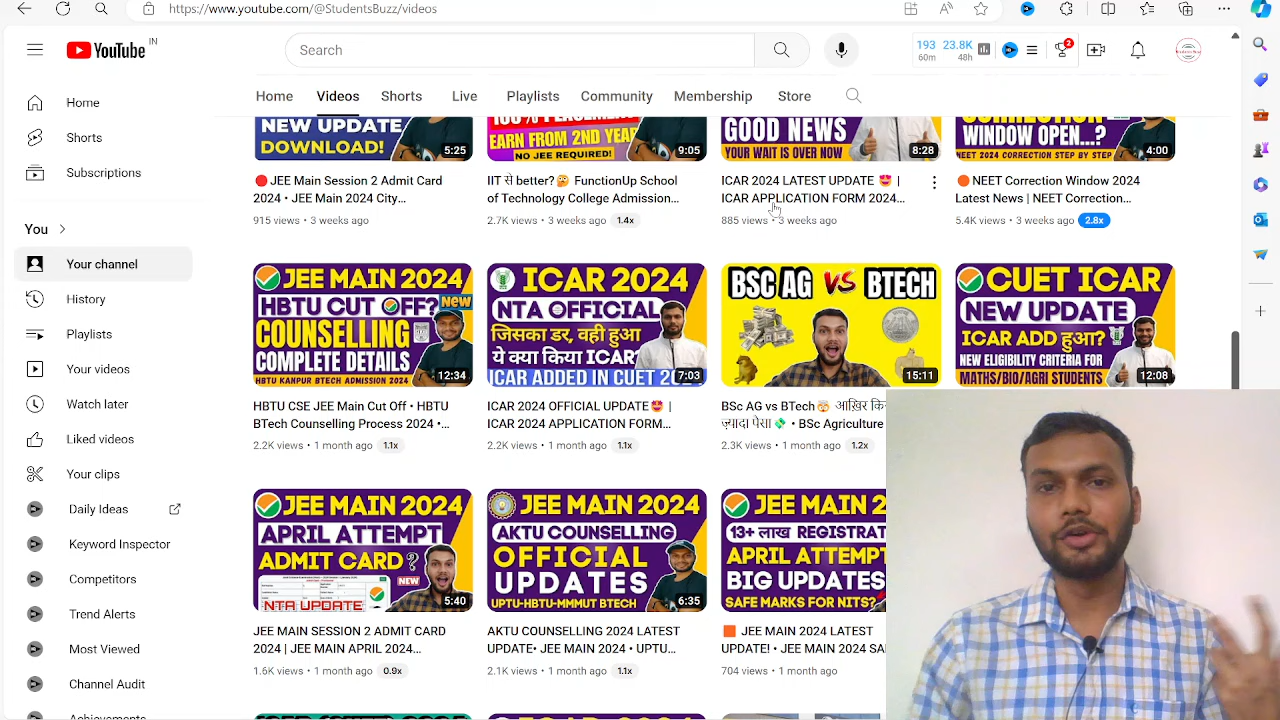 https://www.youtube.com/@StudentsBuzz/videos
YouTube IN
Search
193 23.8K
60m 48h
2
Home Videos Shorts Live Playlists Community Membership Store
Home
Shorts
Subscriptions
You
Your channel
History
Playlists
Your videos
Watch later
Liked videos
Your clips
Daily Ideas
Keyword Inspector
Competitors
Trend Alerts
Most Viewed
Channel Audit
Achievements
NEW UPDATE
DOWNLOAD!
5:25
🔴JEE Main Session 2 Admit Card
2024 • JEE Main 2024 City...
915 views • 3 weeks ago
100% PLACEMENT
EARN FROM 2ND YEAR
NO JEE REQUIRED!
9:05
IIT से better?🤔 FunctionUp School
of Technology College Admission...
2.7K views • 3 weeks ago 1.4x
GOOD NEWS
YOUR WAIT IS OVER NOW
8:28
ICAR 2024 LATEST UPDATE 🤩 |
ICAR APPLICATION FORM 2024...
885 views • 3 weeks ago
CORRECTION
WINDOW OPEN...?
NEET 2024 CORRECTION STEP BY STEP
4:00
🟠NEET Correction Window 2024
Latest News | NEET Correction...
5.4K views • 3 weeks ago 2.8x
JEE MAIN 2024
HBTU CUT OFF? New
COUNSELLING
COMPLETE DETAILS
HBTU KANPUR BTECH ADMISSION 2024
12:34
HBTU CSE JEE Main Cut Off • HBTU
BTech Counselling Process 2024 •...
2.2K views • 1 month ago 1.1x
ICAR 2024
NTA OFFICIAL
जिसका डर, वही हुआ
ये क्या किया ICAR?
ICAR ADDED IN CUET
7:03
ICAR 2024 OFFICIAL UPDATE🤩 |
ICAR 2024 APPLICATION FORM...
2.2K views • 1 month ago 1.1x
BSC AG VS BTECH
15:11
BSc AG vs BTech🤯
ज़्यादा पैसा💸 • BSc Agriculture
2.3K views • 1 month ago 1.2x
CUET ICAR
NEW UPDATE
ICAR ADD हुआ?
NEW ELIGIBILITY CRITERIA FOR
MATHS/BIO/AGRI STUDENTS
12:08
JEE MAIN 2024
APRIL ATTEMPT
ADMIT CARD?
NEW
NTA UPDATE
5:40
JEE MAIN SESSION 2 ADMIT CARD
2024 | JEE MAIN APRIL 2024...
1.6K views • 1 month ago 0.9x
JEE MAIN 2024
AKTU COUNSELLING
OFFICIAL
UPDATES
UPTU-HBTU-MMMUT BTECH
6:35
AKTU COUNSELLING 2024 LATEST
UPDATE• JEE MAIN 2024 • UPTU...
2.1K views • 1 month ago 1.1x
JEE MAIN 20
13+ लाख REGISTRAT
APRIL ATTEMPT
BIG UPDATES
SAFE MARKS FOR NITS?
🟧 JEE MAIN 2024 LATEST
UPDATE! • JEE MAIN 2024 SA
704 views • 1 month ago